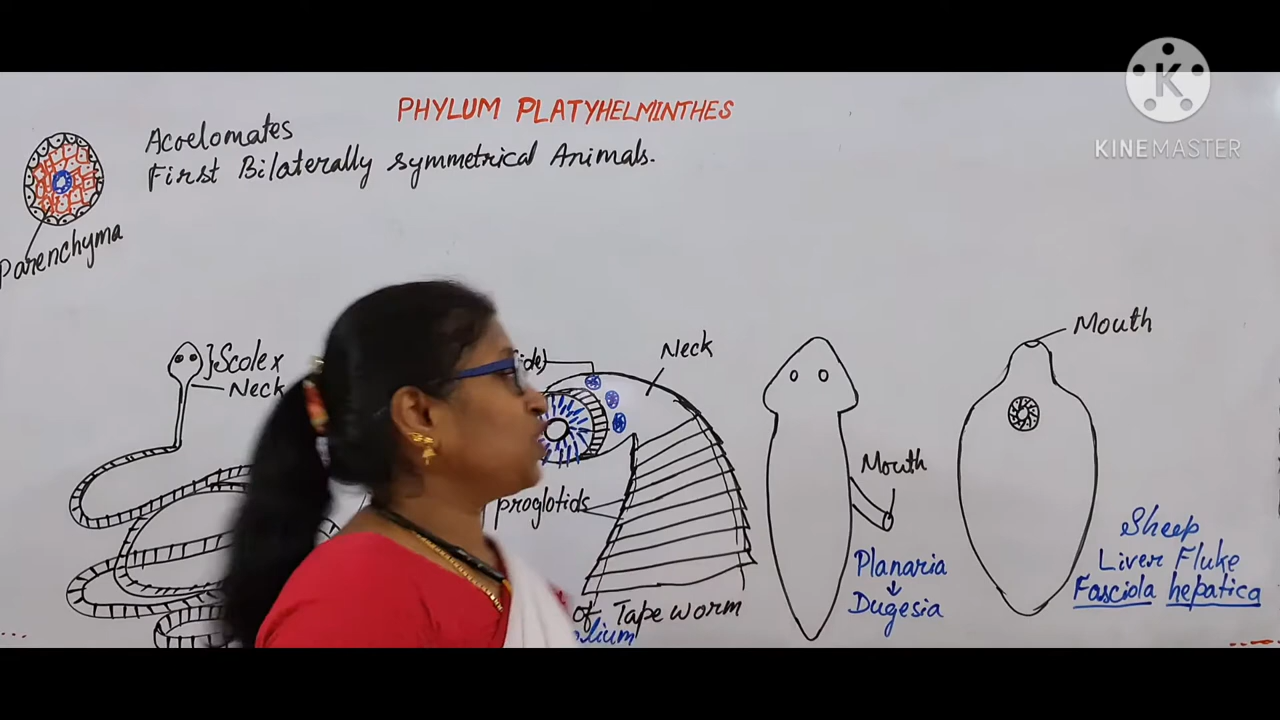 PHYLUM PLATYHELMINTHES
Acoelomates
First Bilaterally symmetrical Animals.
Parenchyma
Scolex
Neck
Neck
proglotids
of Tape worm
Mouth
Planaria
Dugesia
Mouth
Sheep
Liver Fluke
Fasciola hepatica
K
KINEMASTER